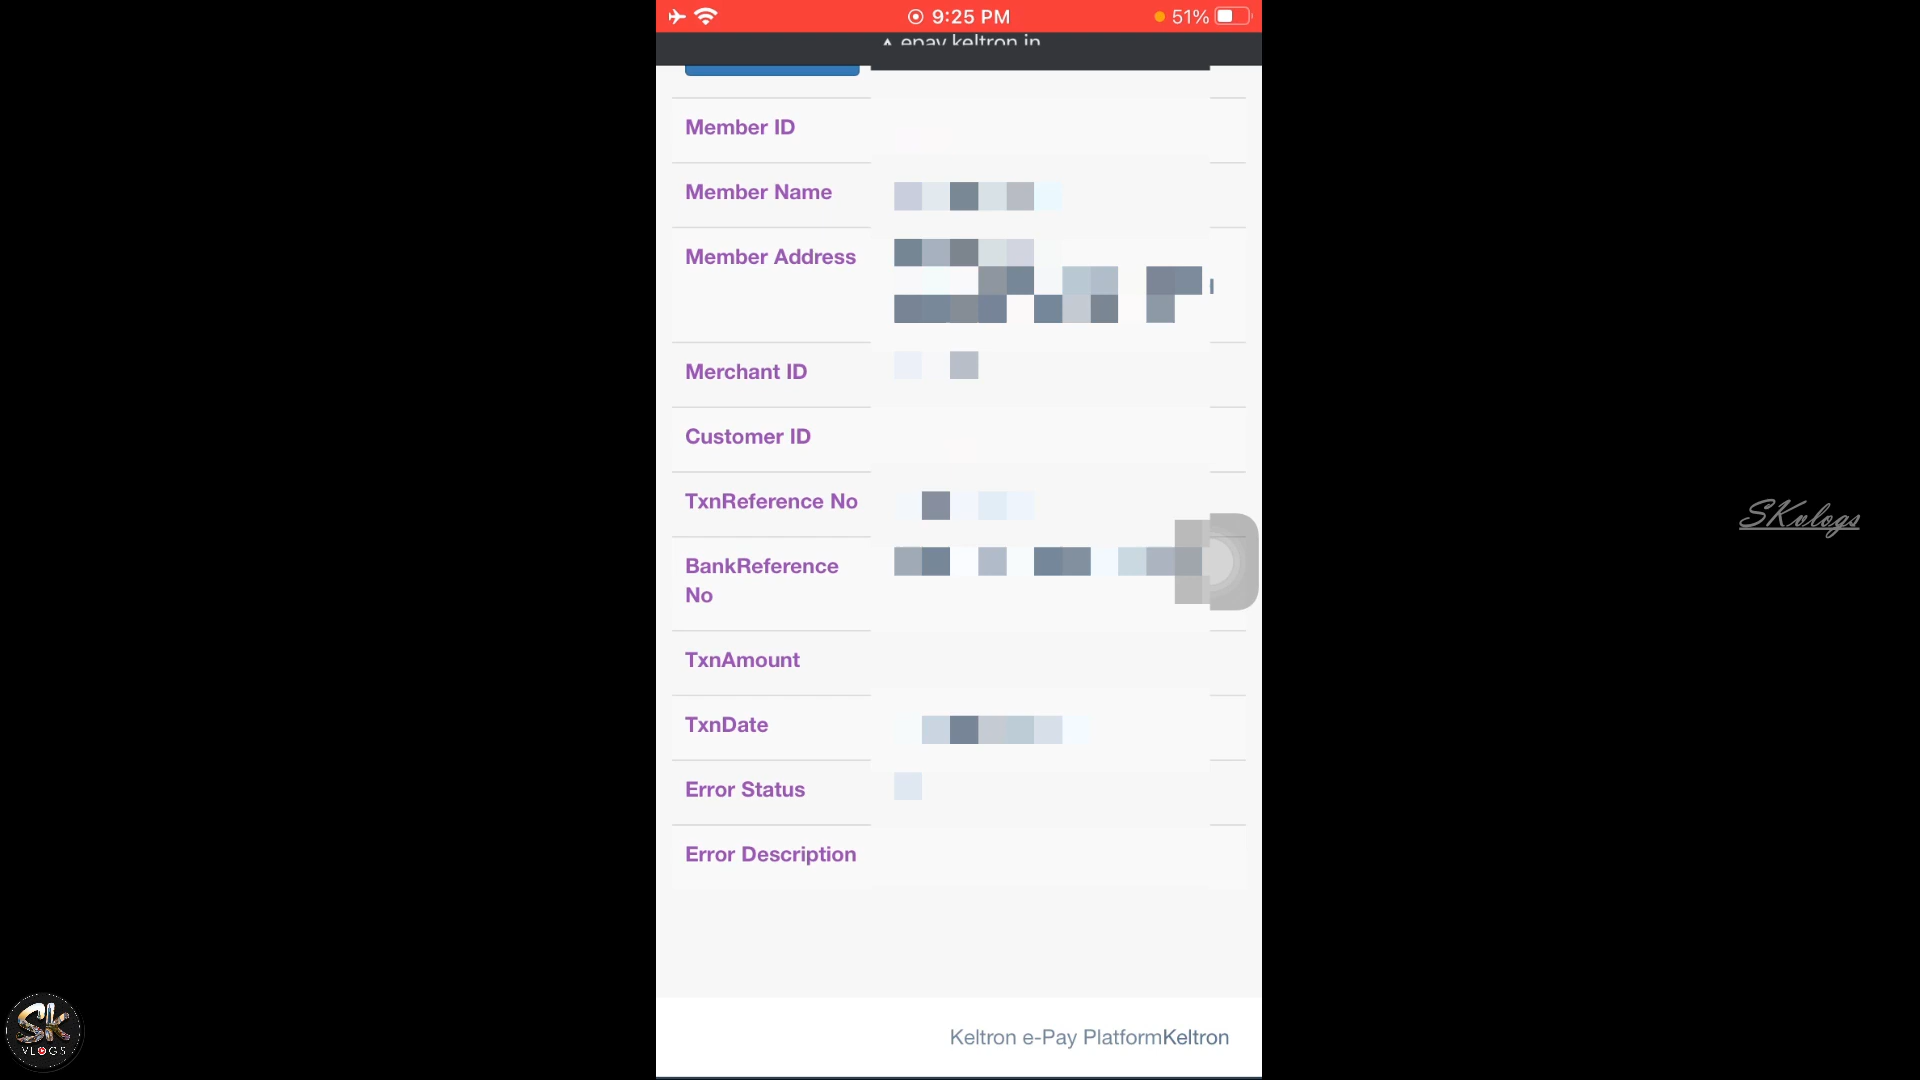 9:25 PM
51%
epay.keltron.in
Member ID
Member Name
Member Address
Merchant ID
Customer ID
TxnReference No
BankReference
No
TxnAmount
TxnDate
Error Status
Error Description
SKvlogs
Keltron e-Pay PlatformKeltron
SK
VLOGS